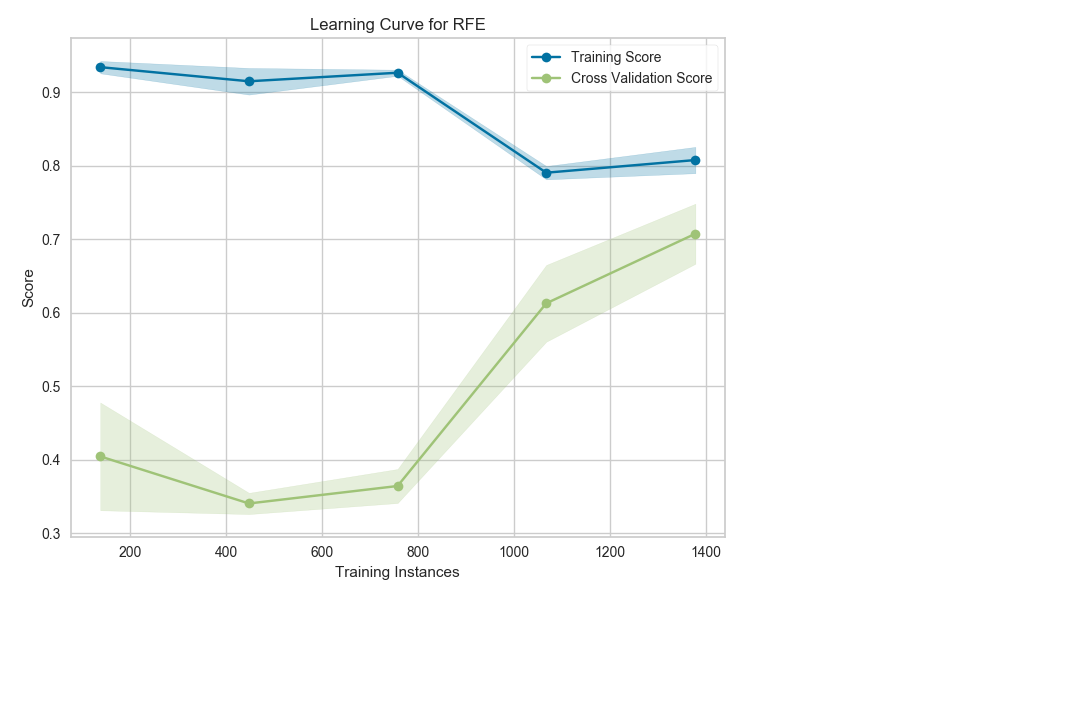 Learning Curve for RFE
Training Score
Cross Validation Score
0.9
0.8
0.7
0.6
0.5
0.4
0.3
Score
200 400 600 800 1000 1200 1400
Training Instances